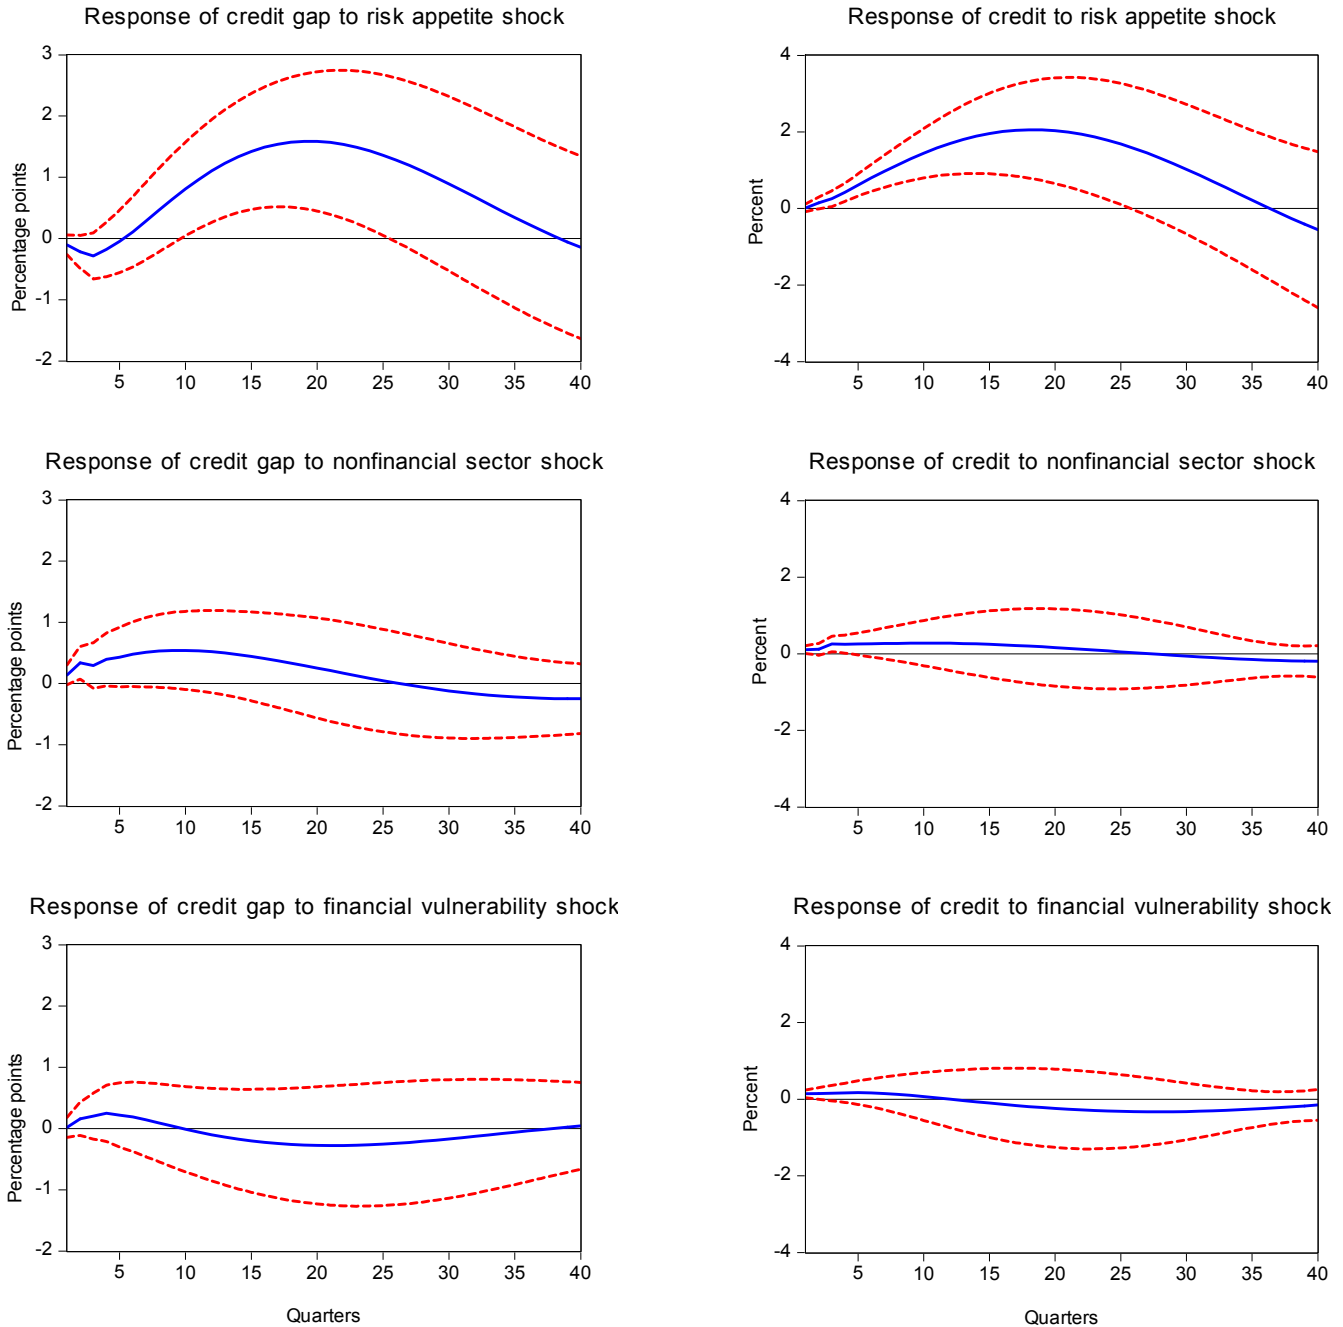 Response of credit gap to risk appetite shock
3
2
1
0
-1
-2
Percentage points
5 10 15 20 25 30 35 40
Response of credit to risk appetite shock
4
2
0
-2
-4
Percent
5 10 15 20 25 30 35 40
Response of credit gap to nonfinancial sector shock
3
2
1
0
-1
-2
Percentage points
5 10 15 20 25 30 35 40
Response of credit to nonfinancial sector shock
4
2
0
-2
-4
Percent
5 10 15 20 25 30 35 40
Response of credit gap to financial vulnerability shock
3
2
1
0
-1
-2
Percentage points
5 10 15 20 25 30 35 40
Quarters
Response of credit to financial vulnerability shock
4
2
0
-2
-4
Percent
5 10 15 20 25 30 35 40
Quarters